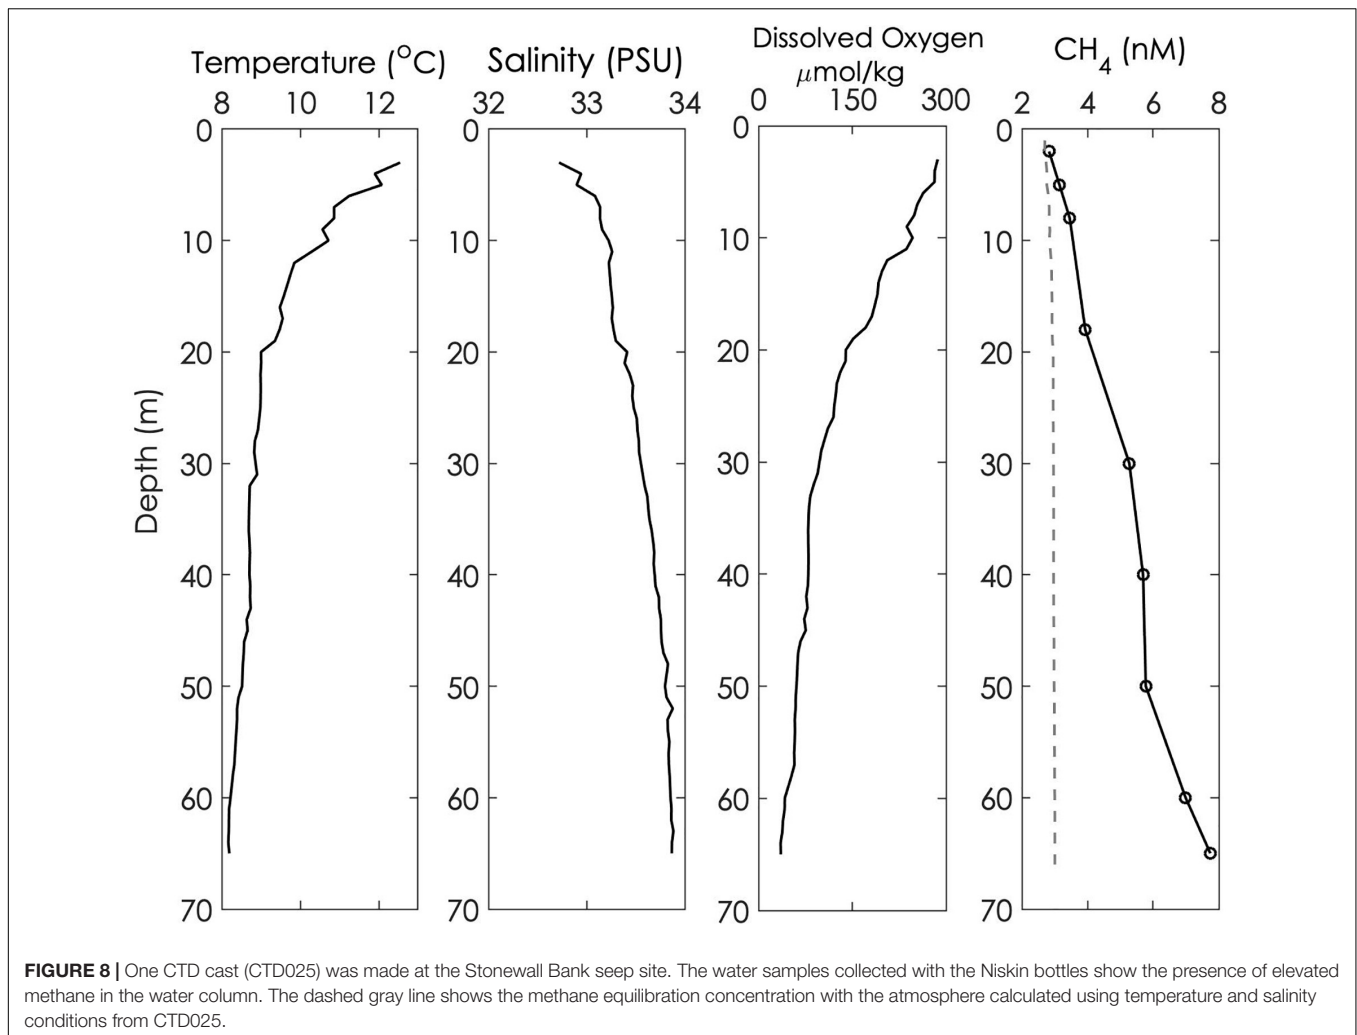 Temperature (°C)
8 10 12
0
10
20
30
40
50
60
70
Depth (m)
Salinity (PSU)
32 33 34
0
10
20
30
40
50
60
70
Dissolved Oxygen
μmol/kg
0 150 300
0
10
20
30
40
50
60
70
CH4 (nM)
2 4 6 8
0
10
20
30
40
50
60
70
FIGURE 8 | One CTD cast (CTD025) was made at the Stonewall Bank seep site. The water samples collected with the Niskin bottles show the presence of elevated
methane in the water column. The dashed gray line shows the methane equilibration concentration with the atmosphere calculated using temperature and salinity
conditions from CTD025.